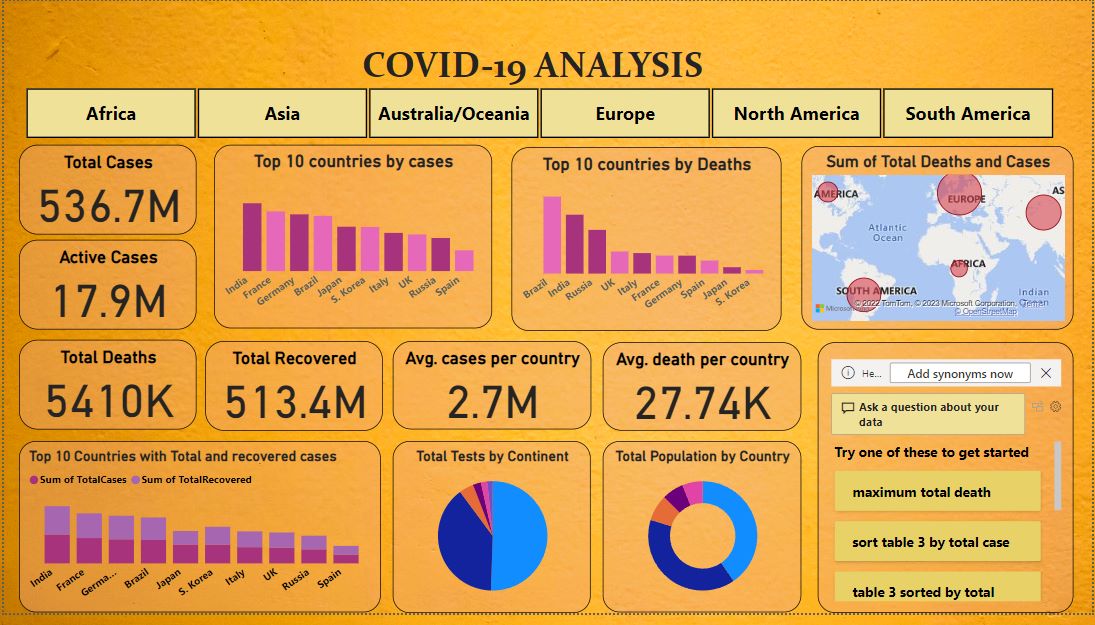 COVID-19 ANALYSIS
Africa
Asia
Australia/Oceania
Europe
North America
South America
Total Cases
536.7M
Active Cases
17.9M
Top 10 countries by cases
India
France
Germany
Brazil
Japan
S. Korea
Italy
UK
Russia
Spain
Top 10 countries by Deaths
Brazil
India
Russia
UK
Italy
France
Germany
Spain
Japan
S. Korea
Sum of Total Deaths and Cases
AMERICA
EUROPE
AS
Atlantic
Ocean
AFRICA
SOUTH AMERICA
Indian
Ocean
Microsoft
© 2022 TomTom, © 2023 Microsoft Corporation, Terms
© OpenStreetMap
Total Deaths
5410K
Total Recovered
513.4M
Avg. cases per country
2.7M
Avg. death per country
27.74K
Top 10 Countries with Total and recovered cases
Sum of TotalCases Sum of TotalRecovered
India
France
Germa...
Brazil
Japan
S. Korea
Italy
UK
Russia
Spain
Total Tests by Continent
Total Population by Country
He...
Add synonyms now
Ask a question about your
data
Try one of these to get started
maximum total death
sort table 3 by total case
table 3 sorted by total